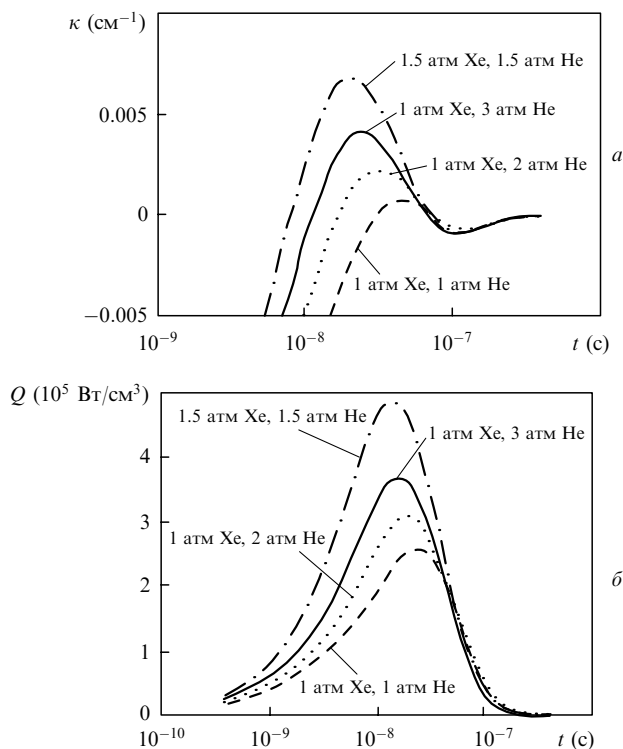 κ (см⁻¹)
1.5 атм Xe, 1.5 атм He
0.005
1 атм Xe, 3 атм He
1 атм Xe, 2 атм He
а
0
1 атм Xe, 1 атм He
−0.005
10⁻⁹
10⁻⁸
10⁻⁷
t (с)
Q (10⁵ Вт/см³)
1.5 атм Xe, 1.5 атм He
1 атм Xe, 3 атм He
4
3
1 атм Xe, 2 атм He
б
2
1
1 атм Xe, 1 атм He
0
10⁻¹⁰
10⁻⁹
10⁻⁸
10⁻⁷
t (с)